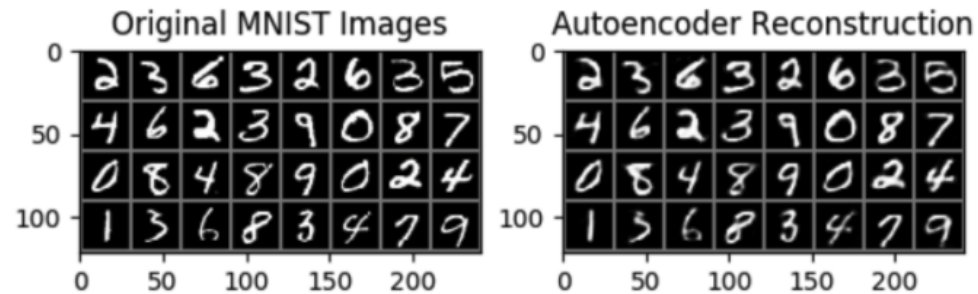 Original MNIST Images
Autoencoder Reconstruction
0
2 3 6 3 2 6 3 5
50
4 6 2 3 9 0 8 7
0 8 4 8 9 0 2 4
100
1 3 6 8 3 4 7 9
0 50 100 150 200
0
2 3 6 3 2 6 3 5
50
4 6 2 3 9 0 8 7
0 8 4 8 9 0 2 4
100
1 3 6 8 3 4 7 9
0 50 100 150 200